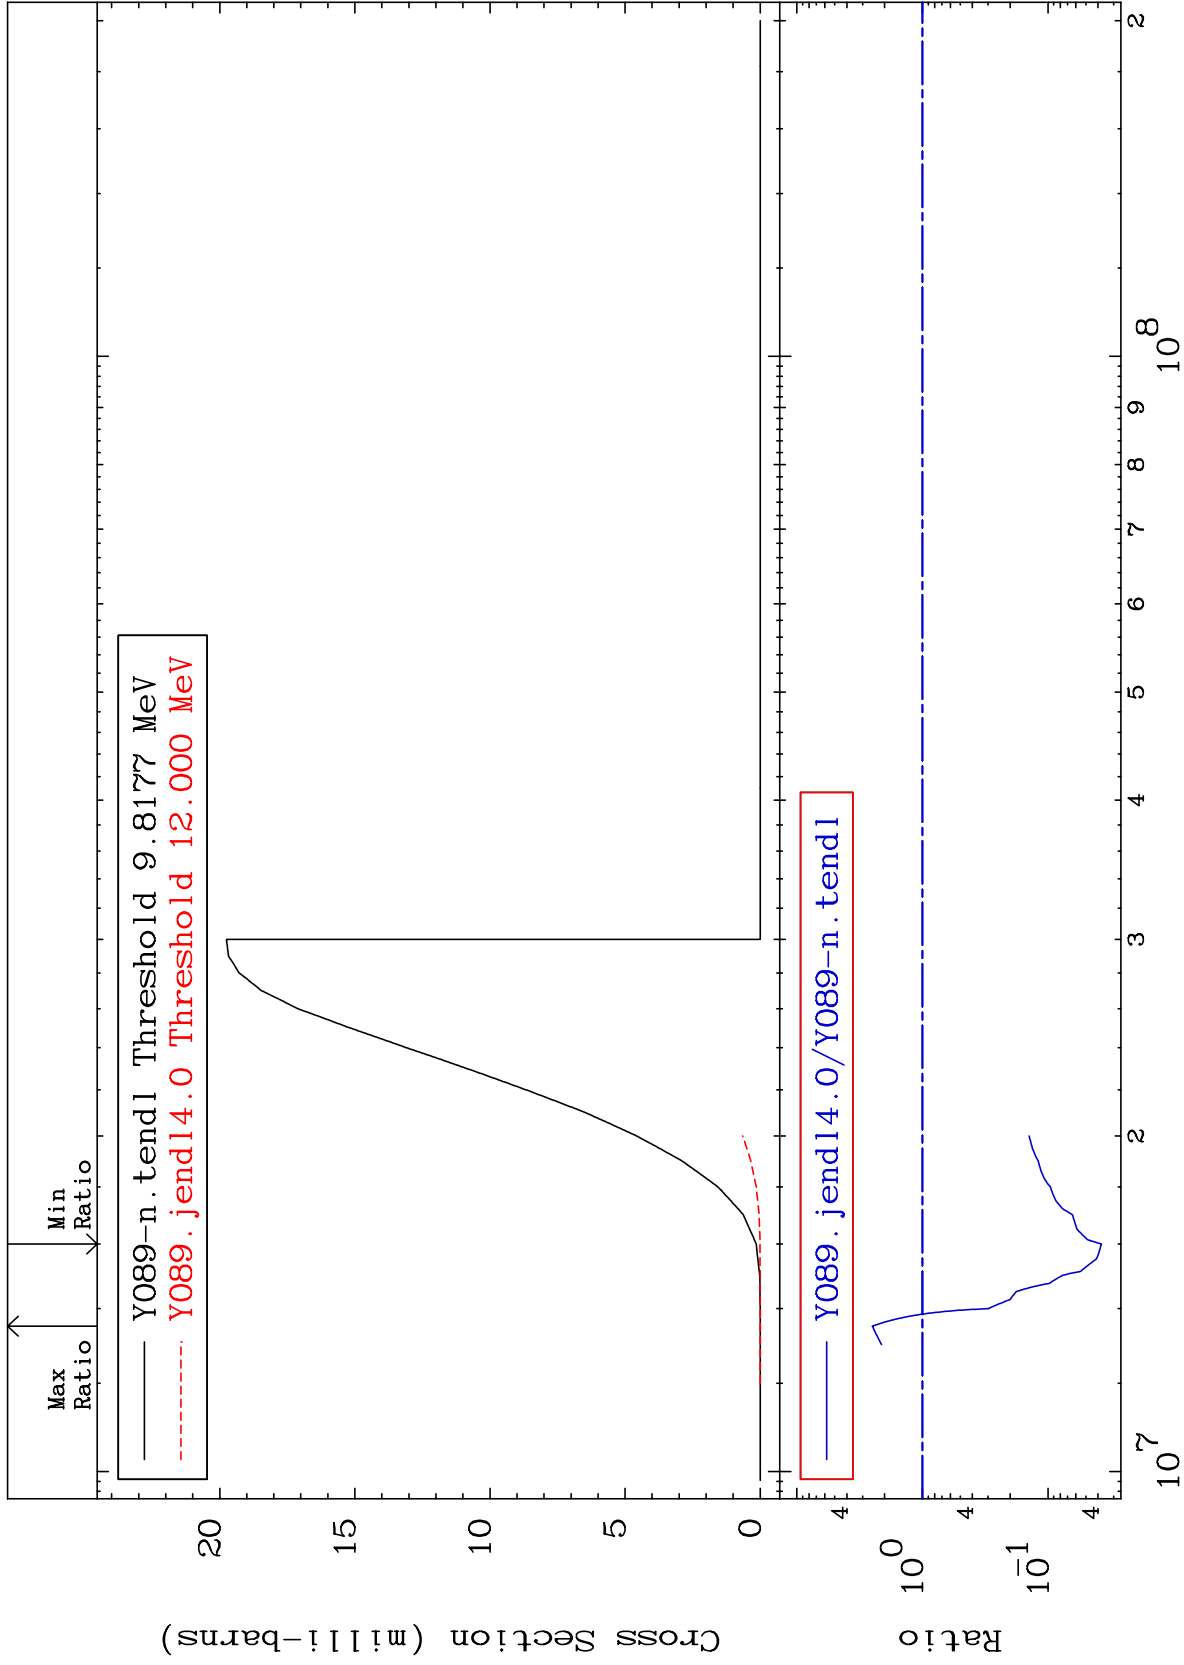 Max
Ratio
Min
Ratio
Y089-n.tendl Threshold 9.8177 MeV
Y089.jendl4.0 Threshold 12.000 MeV
20
15
10
5
0
Cross Section (milli-barns)
Y089.jendl4.0/Y089-n.tendl
4
10^0
4
10^-1
4
Ratio
10^7
2
3
4
5
6
7
8
9
10^8
2